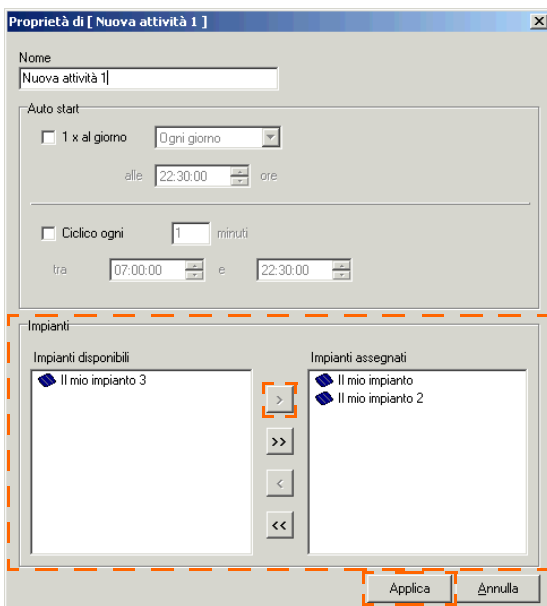 Proprietà di [ Nuova attività 1 ]
Nome
Nuova attività 1
Auto start
1 x al giorno Ogni giorno
alle 22:30:00 ore
Ciclico ogni 1 minuti
tra 07:00:00 e 22:30:00
Impianti
Impianti disponibili Impianti assegnati
Il mio impianto 3 Il mio impianto
Il mio impianto 2
>
>>
<
<<
Applica Annulla